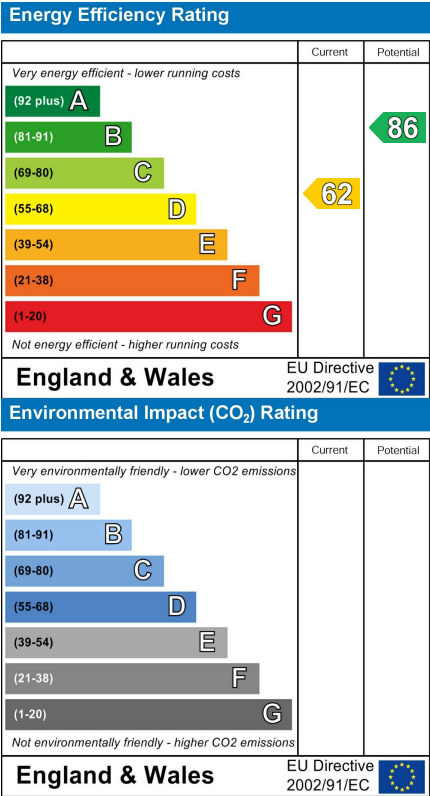 Energy Efficiency Rating
Current Potential
Very energy efficient - lower running costs
(92 plus) A
(81-91) B
86
(69-80) C
62
(55-68) D
(39-54) E
(21-38) F
(1-20) G
Not energy efficient - higher running costs
England & Wales
EU Directive
2002/91/EC
Environmental Impact (CO₂) Rating
Current Potential
Very environmentally friendly - lower CO2 emissions
(92 plus) A
(81-91) B
(69-80) C
(55-68) D
(39-54) E
(21-38) F
(1-20) G
Not environmentally friendly - higher CO2 emissions
England & Wales
EU Directive
2002/91/EC